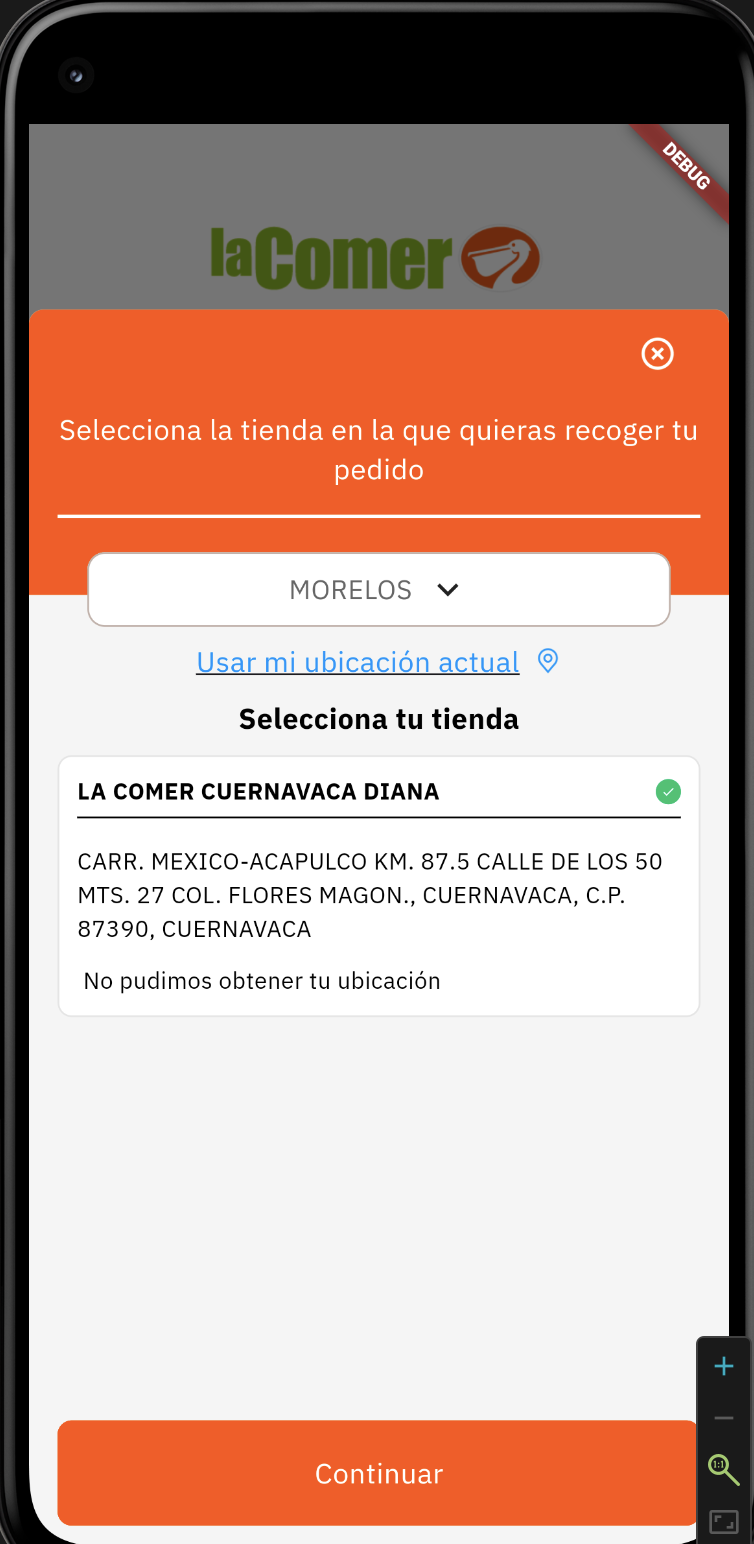 DEBUG
laComer
Selecciona la tienda en la que quieras recoger tu
pedido
MORELOS
Usar mi ubicación actual
Selecciona tu tienda
LA COMER CUERNAVACA DIANA
CARR. MEXICO-ACAPULCO KM. 87.5 CALLE DE LOS 50
MTS. 27 COL. FLORES MAGON., CUERNAVACA, C.P.
87390, CUERNAVACA
No pudimos obtener tu ubicación
Continuar
1:1